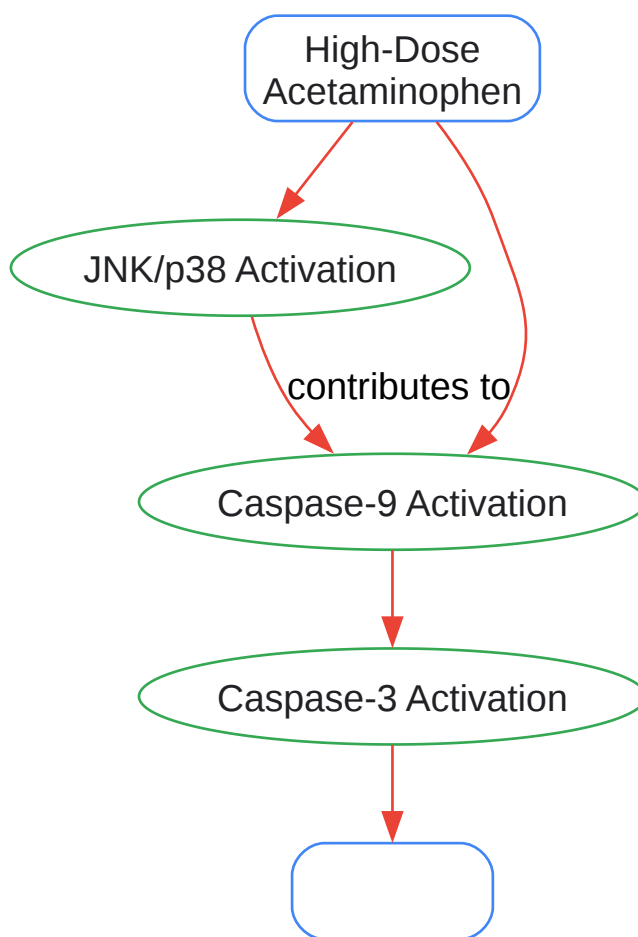 High-Dose
Acetaminophen
JNK/p38 Activation
contributes to
Caspase-9 Activation
Caspase-3 Activation